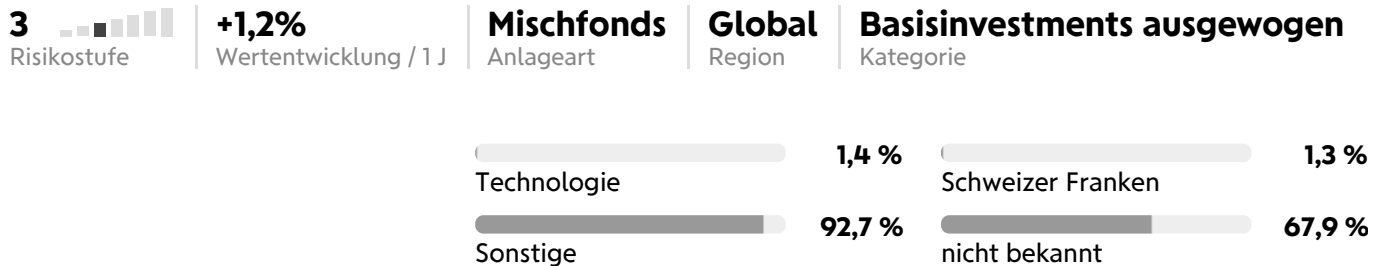 3 +1,2% Mischfonds Global Basisinvestments ausgewogen
Risikostufe Wertentwicklung / 1 J Anlageart Region Kategorie
1,4 % 1,3 %
Technologie Schweizer Franken
92,7 % 67,9 %
Sonstige nicht bekannt